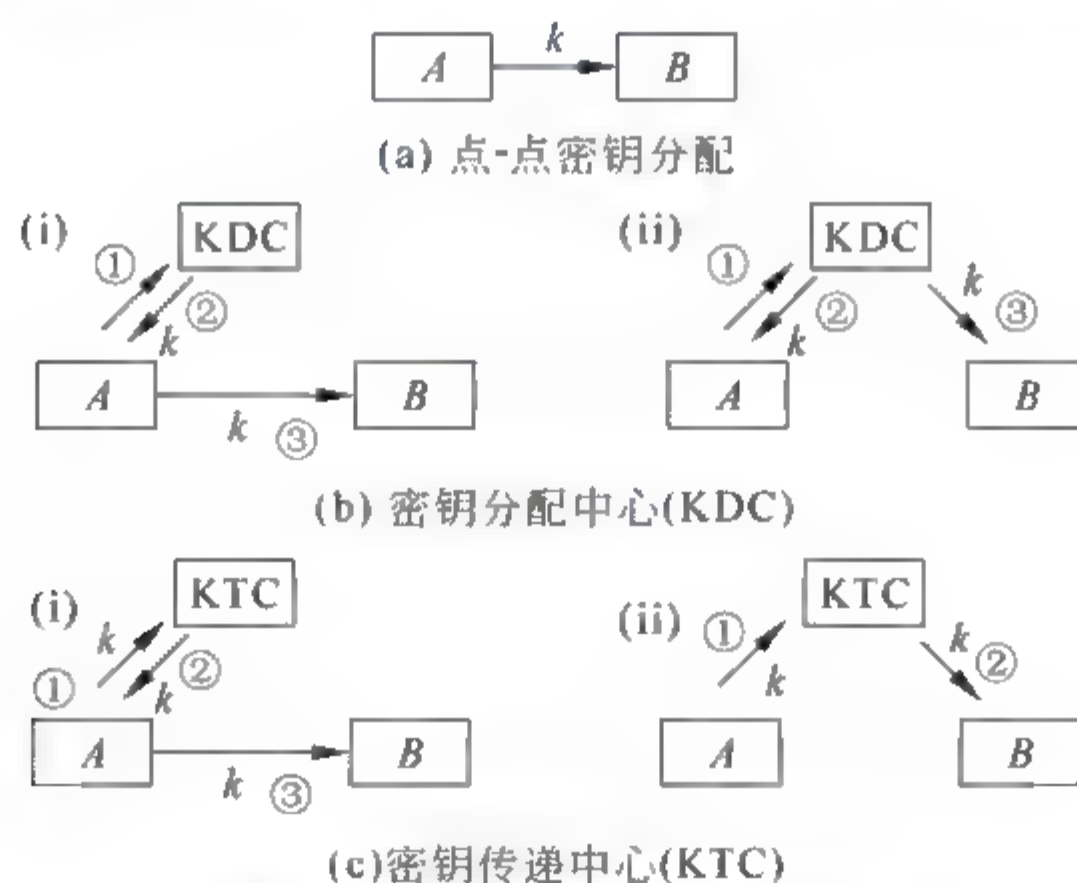 k
A B
(a) 点-点密钥分配
(i) KDC (ii) KDC
① ② k ① ② k k ③
A B A B
k ③
(b) 密钥分配中心(KDC)
(i) KTC (ii) KTC
k ① ② k ① k k ②
A B A B
k ③
(c)密钥传递中心(KTC)